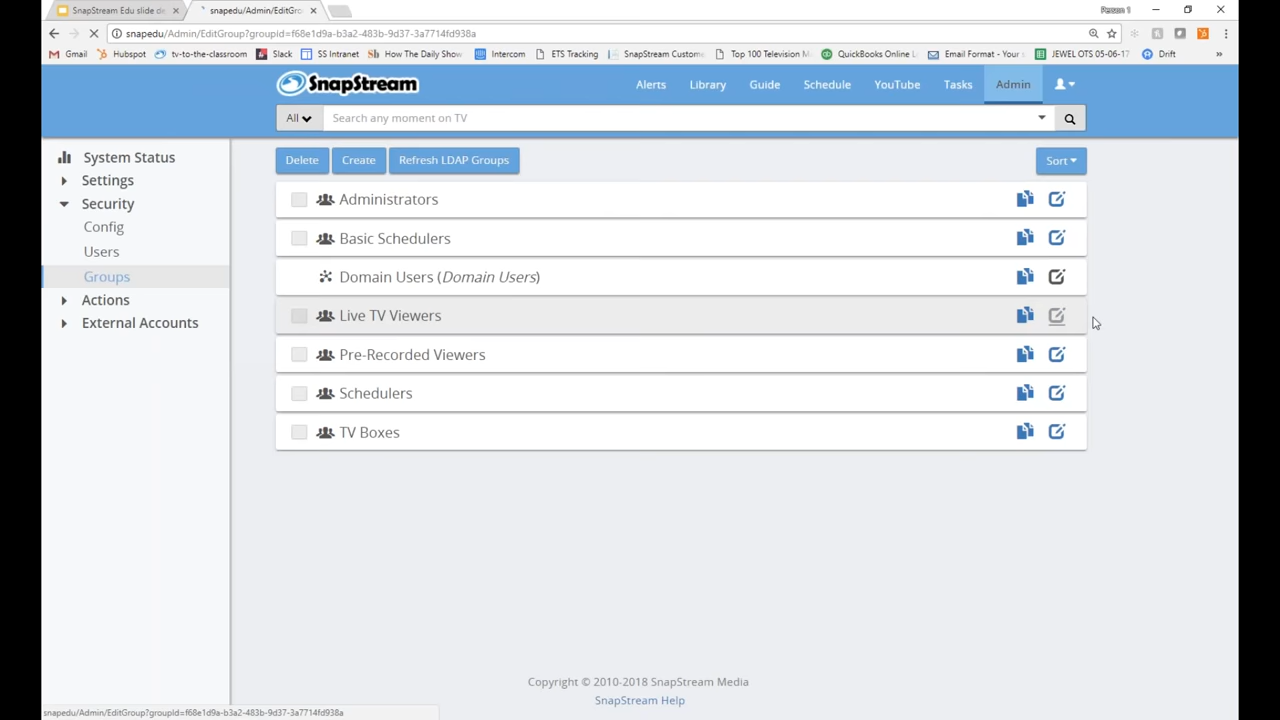 SnapStream Edu slide de
snapedu/Admin/EditGro
Person 1
snapedu/Admin/EditGroup?groupId=f68e1d9a-b3a2-483b-9d37-3a7714fd938a
Gmail Hubspot tv-to-the-classroom Slack SS Intranet How The Daily Show Intercom ETS Tracking SnapStream Custome Top 100 Television M QuickBooks Online L Email Format - Your s JEWEL OTS 05-06-17 Drift »
SnapStream
Alerts Library Guide Schedule YouTube Tasks Admin
All Search any moment on TV
System Status
Settings
Security
Config
Users
Groups
Actions
External Accounts
Delete Create Refresh LDAP Groups Sort
Administrators
Basic Schedulers
Domain Users (Domain Users)
Live TV Viewers
Pre-Recorded Viewers
Schedulers
TV Boxes
Copyright © 2010-2018 SnapStream Media
SnapStream Help
snapedu/Admin/EditGroup?groupId=f68e1d9a-b3a2-483b-9d37-3a7714fd938a